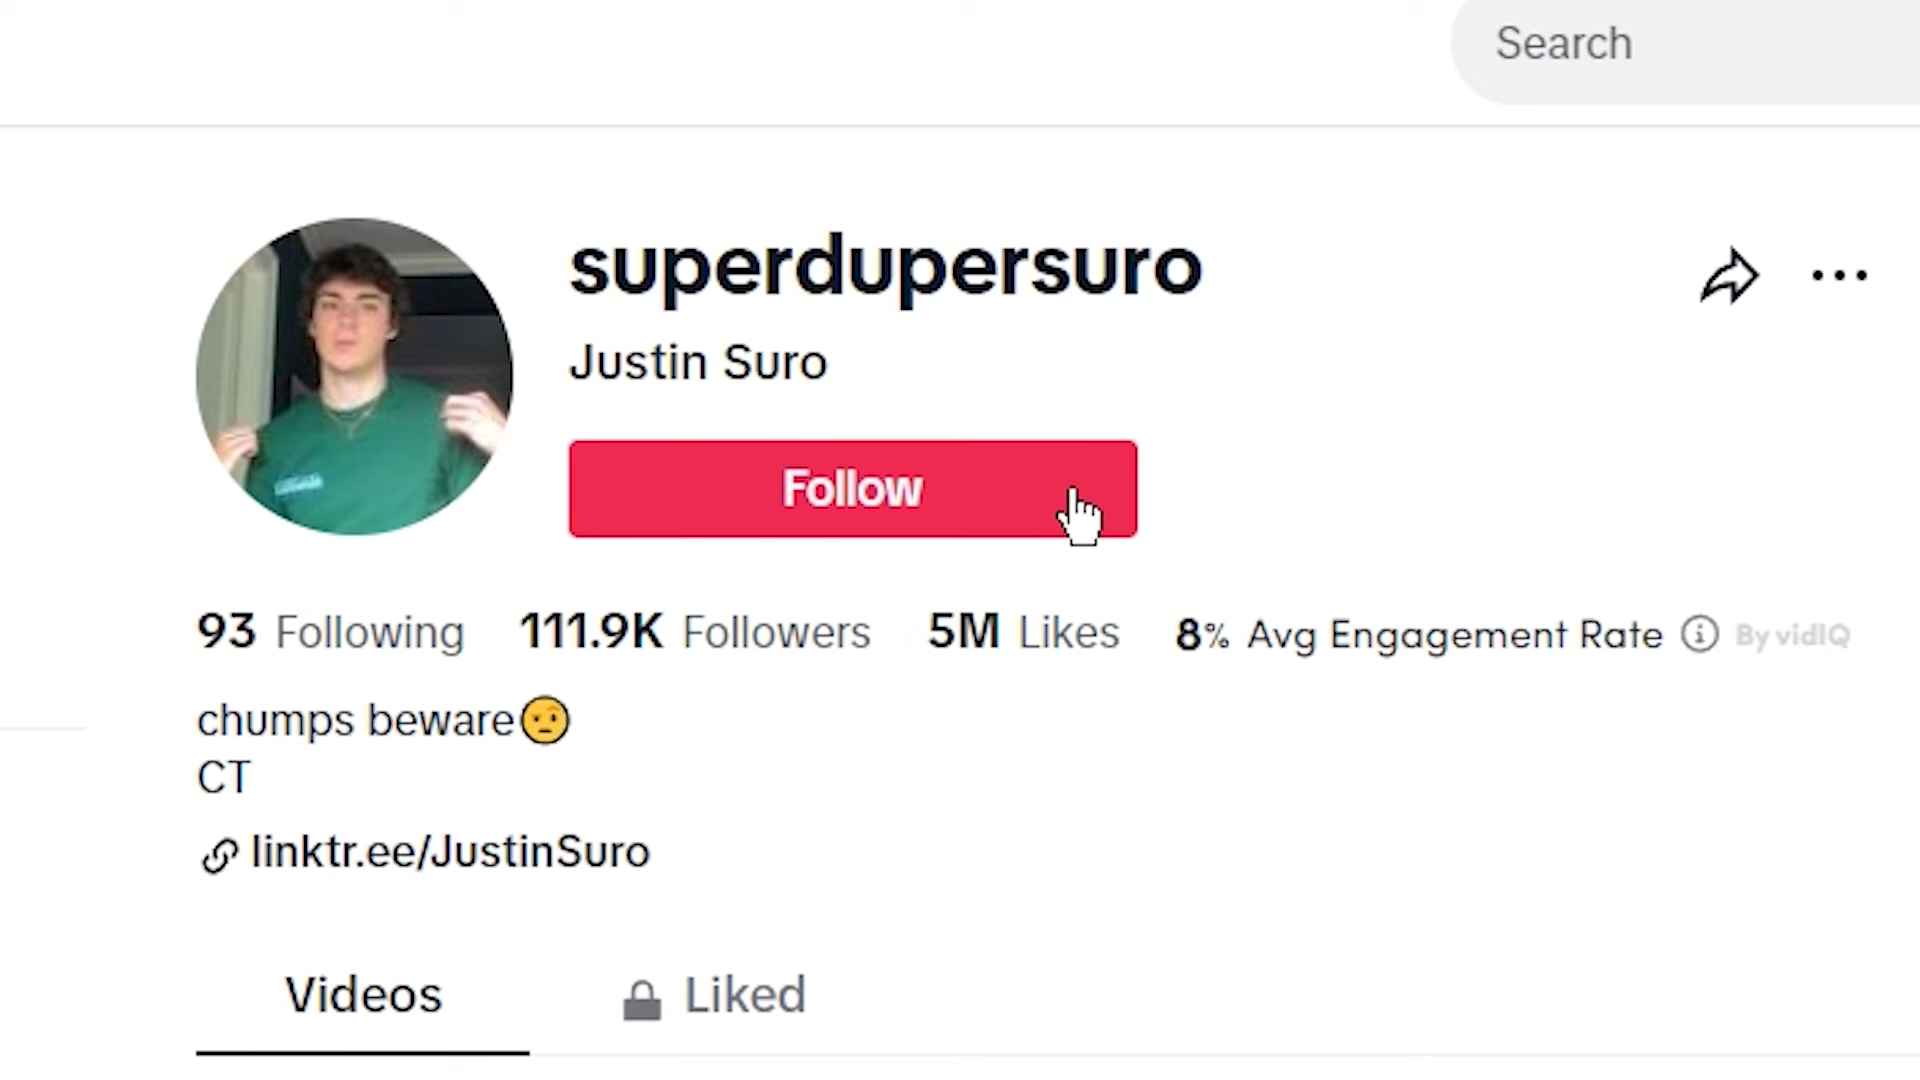 Search
superdupersuro
Justin Suro
Follow
93 Following 111.9K Followers 5M Likes 8% Avg Engagement Rate By vidIQ
chumps beware🤨
CT
linktr.ee/JustinSuro
Videos Liked